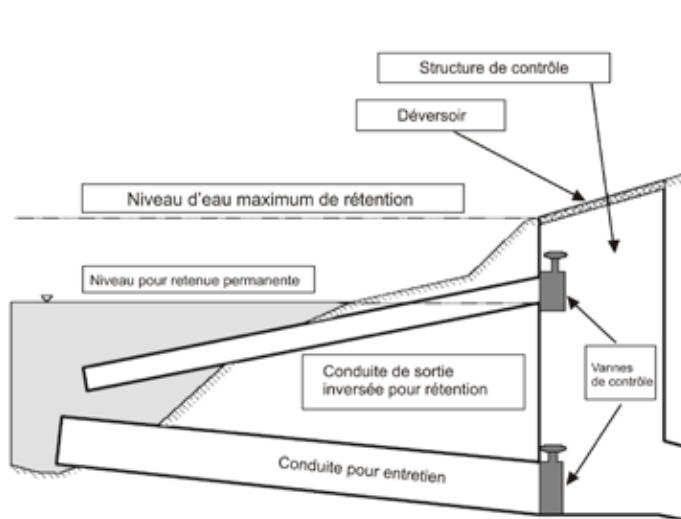 Structure de contrôle
Déversoir
Niveau d'eau maximum de rétention
Niveau pour retenue permanente
Conduite de sortie
inversée pour rétention
Vannes
de contrôle
Conduite pour entretien